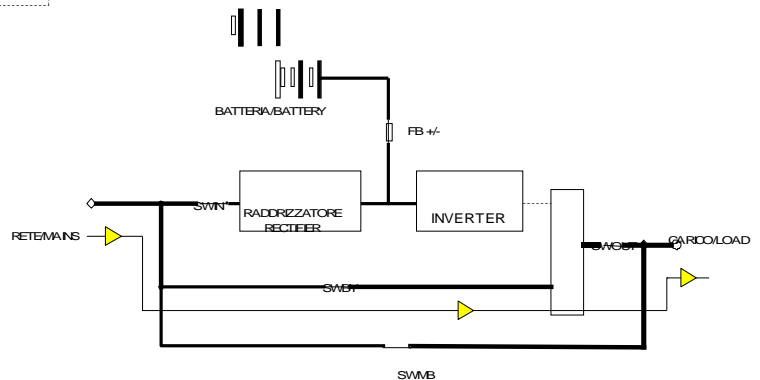 BATTERIA/BATTERY
FB +/-
SWIN*
RADDRIZZATORE
RECTIFIER
INVERTER
RETE/MAINS
SWOUT
CARICO/LOAD
SWBY
SWMB